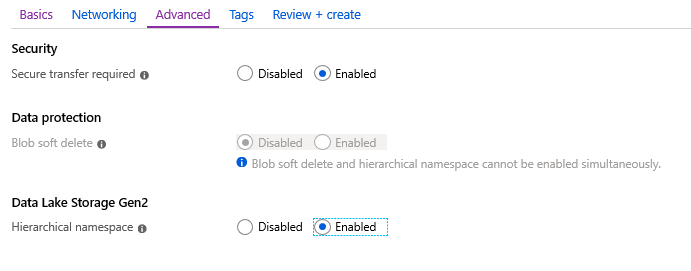 Basics Networking Advanced Tags Review + create
Security
Secure transfer required Disabled Enabled
Data protection
Blob soft delete Disabled Enabled
Blob soft delete and hierarchical namespace cannot be enabled simultaneously.
Data Lake Storage Gen2
Hierarchical namespace Disabled Enabled